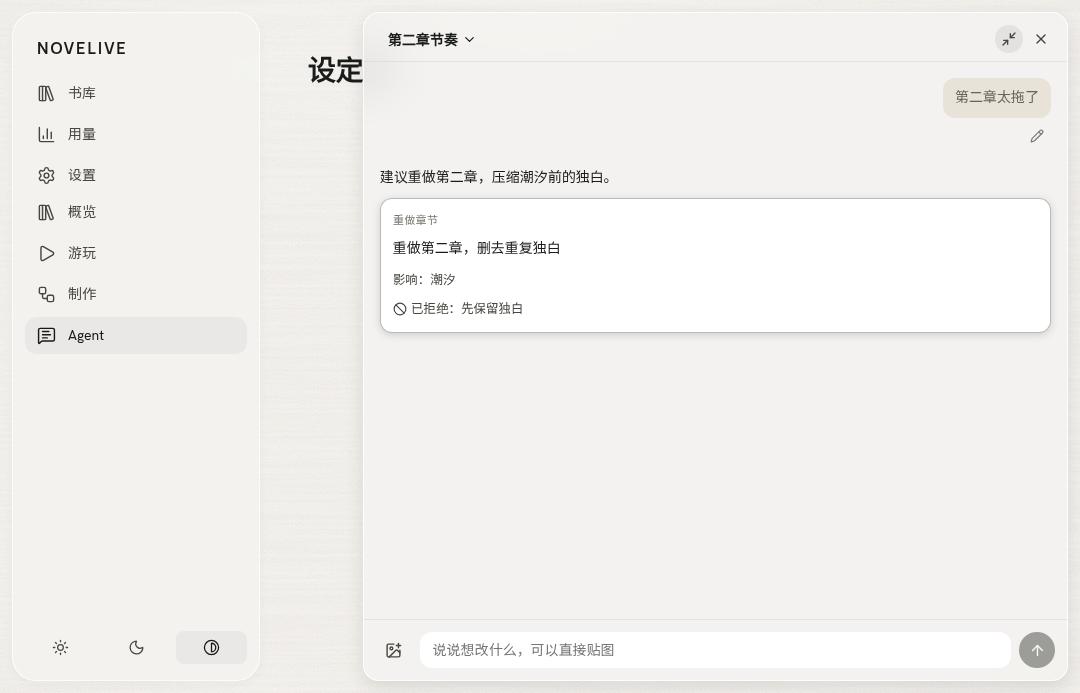 NOVELIVE
书库
用量
设置
概览
游玩
制作
Agent
设定
第二章节奏
第二章太拖了
建议重做第二章，压缩潮汐前的独白。
重做章节
重做第二章，删去重复独白
影响：潮汐
已拒绝：先保留独白
说说想改什么，可以直接贴图